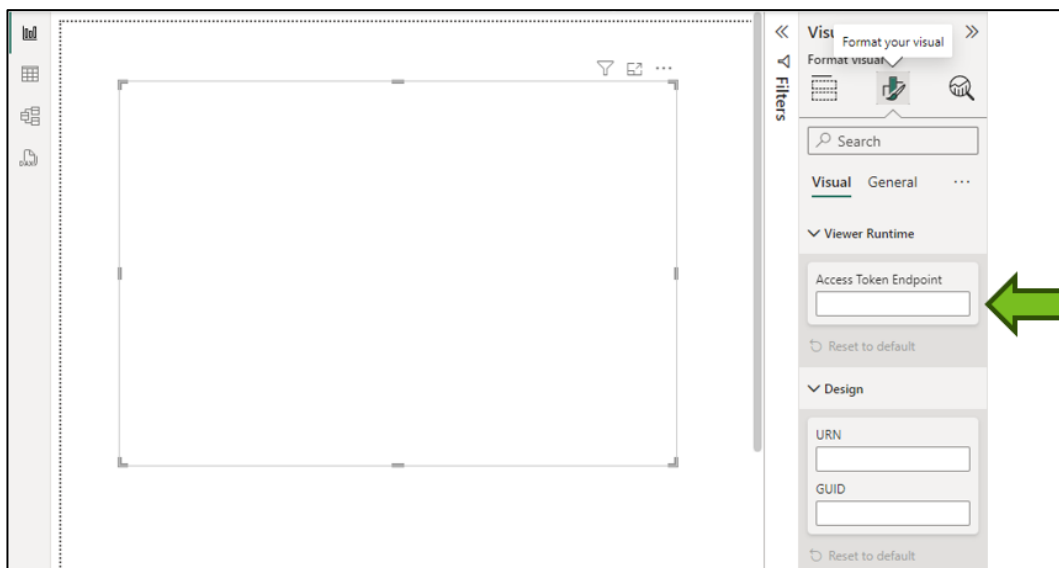 Visu
Format your visual
Format visual
Filters
Search
Visual General
Viewer Runtime
Access Token Endpoint
Reset to default
Design
URN
GUID
Reset to default